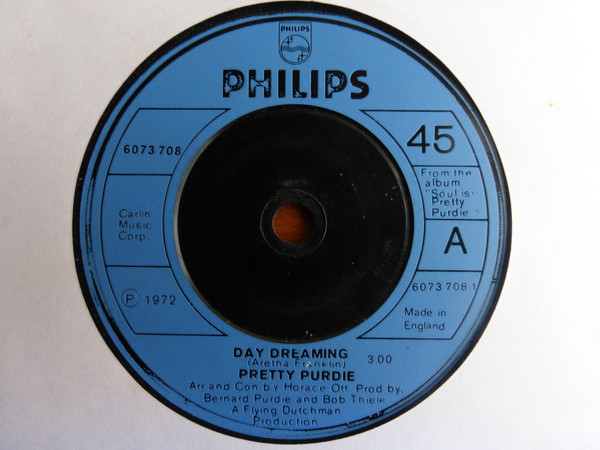 PHILIPS
PHILIPS
6073 708
45
From the
album
"Soul is·
Pretty
Purdie"
Carlin
Music
Corp.
A
Ⓟ 1972
6073 708 1
Made in
England
DAY DREAMING
3.00
(Aretha Franklin)
PRETTY PURDIE
Arr and Con by Horace Ott Prod by,
Bernard Purdie and Bob Thiele
A Flying Dutchman
Production